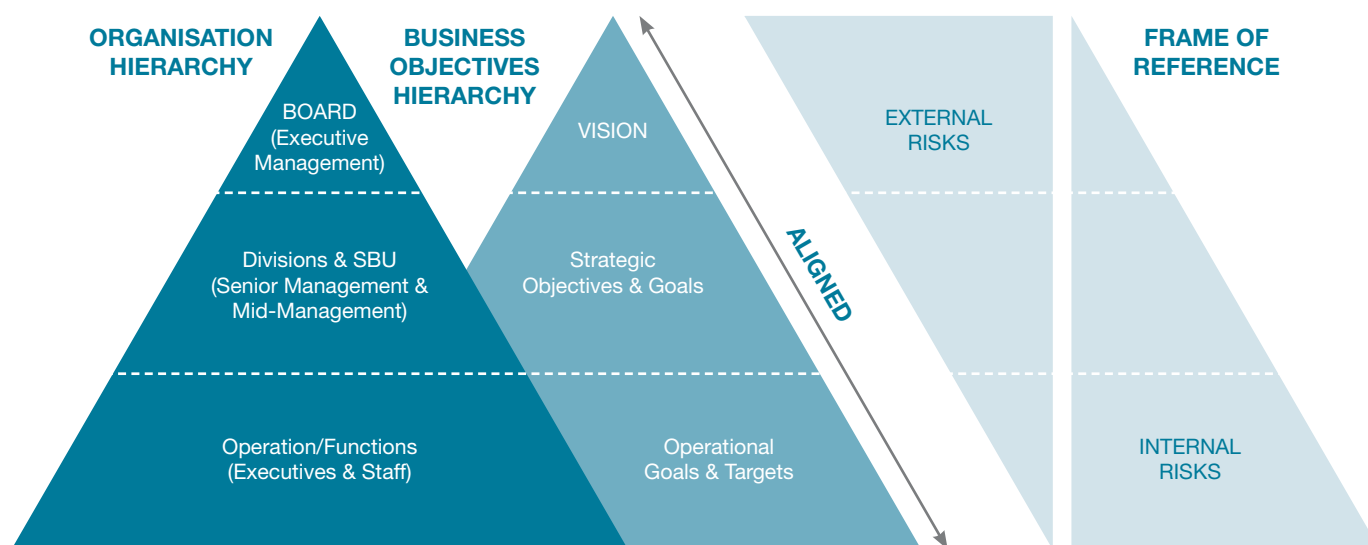 ORGANISATION
HIERARCHY
BOARD
(Executive
Management)
Divisions & SBU
(Senior Management &
Mid-Management)
Operation/Functions
(Executives & Staff)
BUSINESS
OBJECTIVES
HIERARCHY
VISION
Strategic
Objectives & Goals
Operational
Goals & Targets
ALIGNED
EXTERNAL
RISKS
FRAME OF
REFERENCE
INTERNAL
RISKS